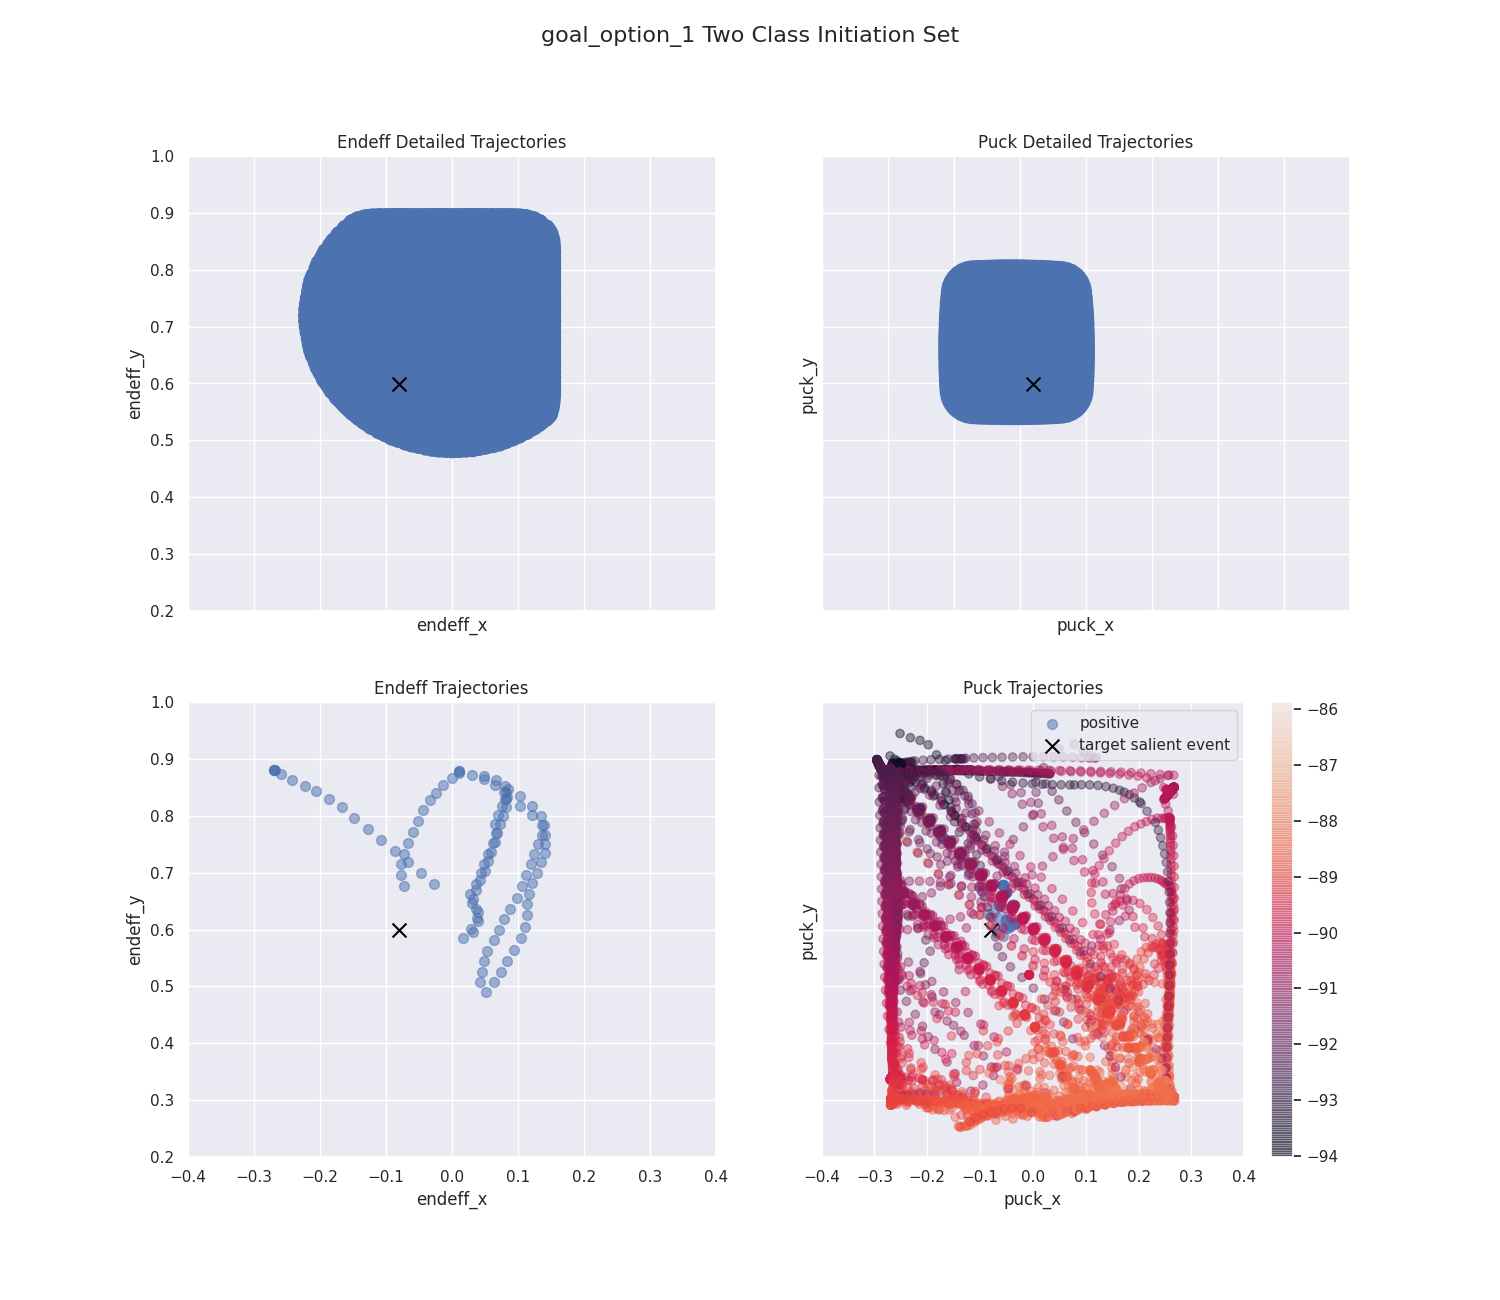 goal_option_1 Two Class Initiation Set
Endeff Detailed Trajectories
1.0
0.9
0.8
0.7
0.6
0.5
0.4
0.3
0.2
endeff_y
endeff_x
Puck Detailed Trajectories
puck_y
puck_x
Endeff Trajectories
1.0
0.9
0.8
0.7
0.6
0.5
0.4
0.3
0.2
endeff_y
−0.4 −0.3 −0.2 −0.1 0.0 0.1 0.2 0.3 0.4
endeff_x
Puck Trajectories
positive
target salient event
puck_y
−0.4 −0.3 −0.2 −0.1 0.0 0.1 0.2 0.3 0.4
puck_x
−86
−87
−88
−89
−90
−91
−92
−93
−94